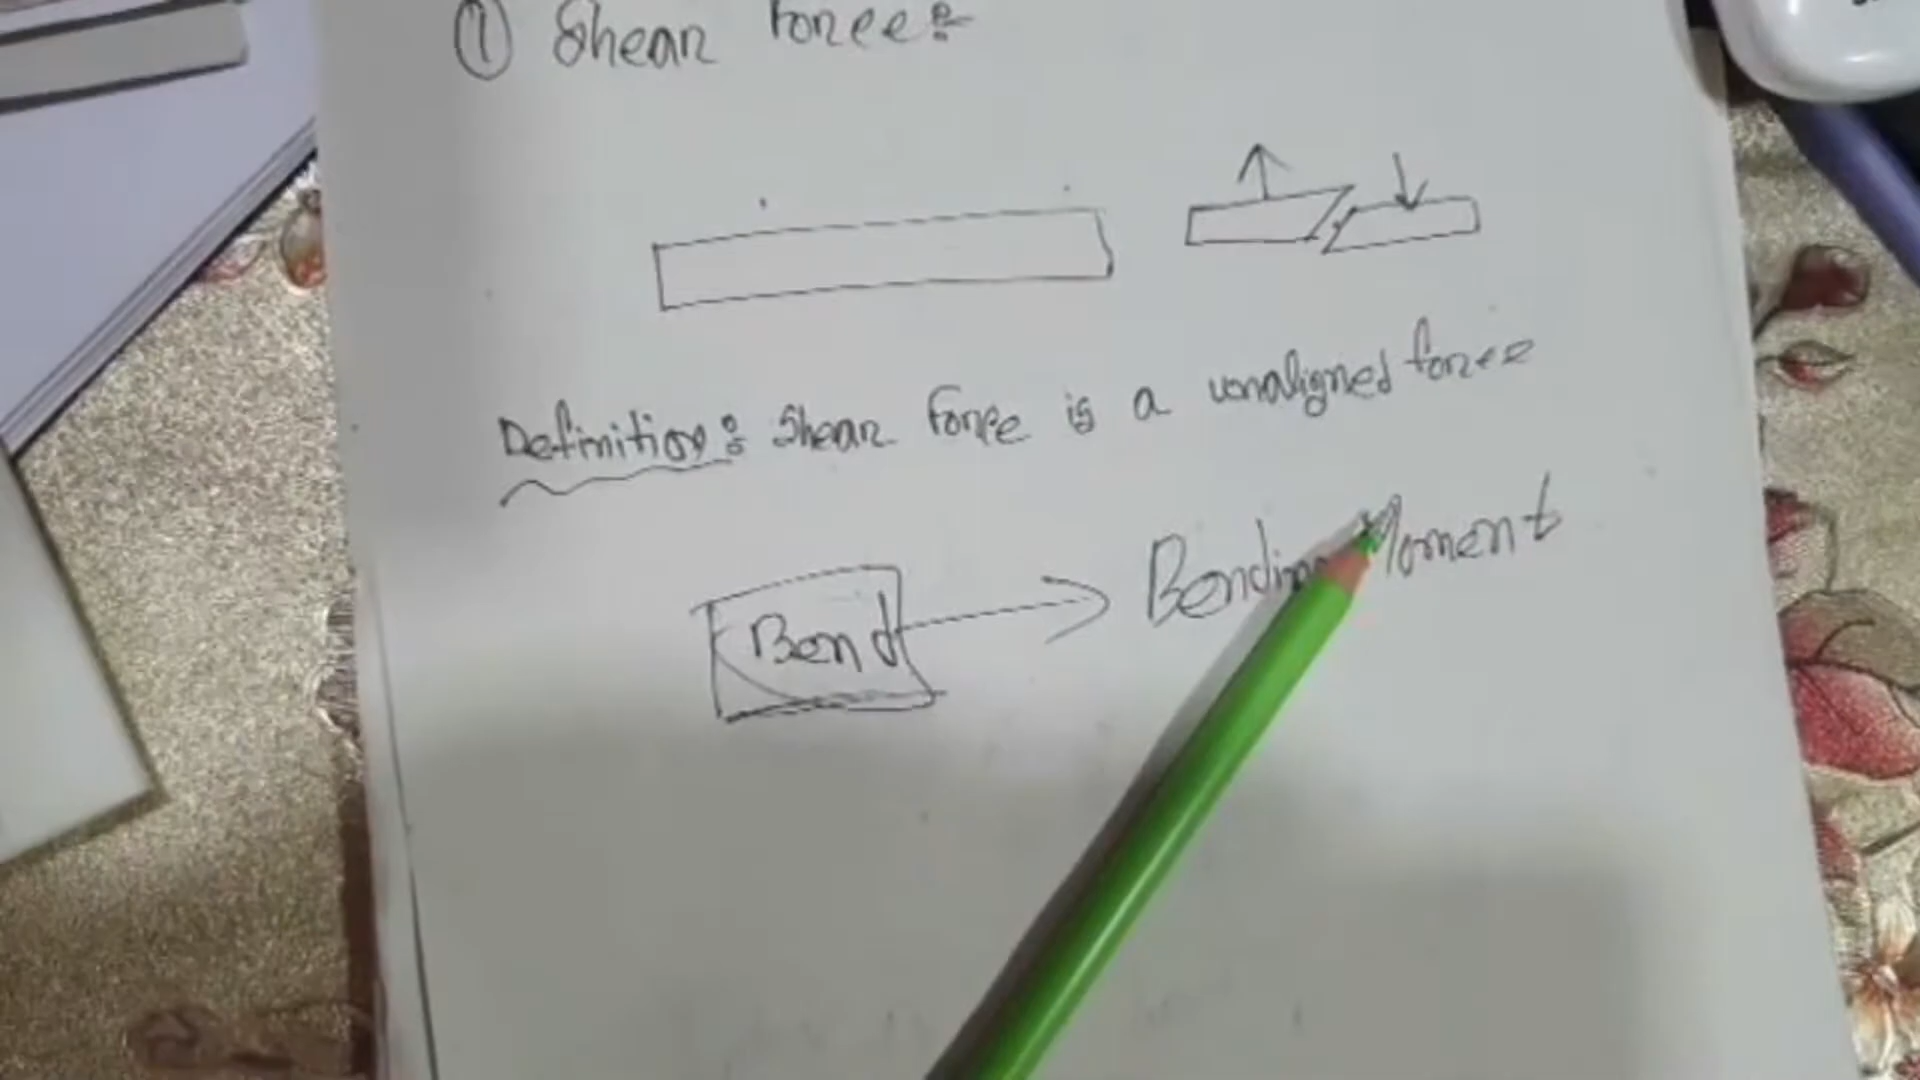 ① Shear Force:-
Definition: Shear Force is a unaligned force
Bend → Bending Moment